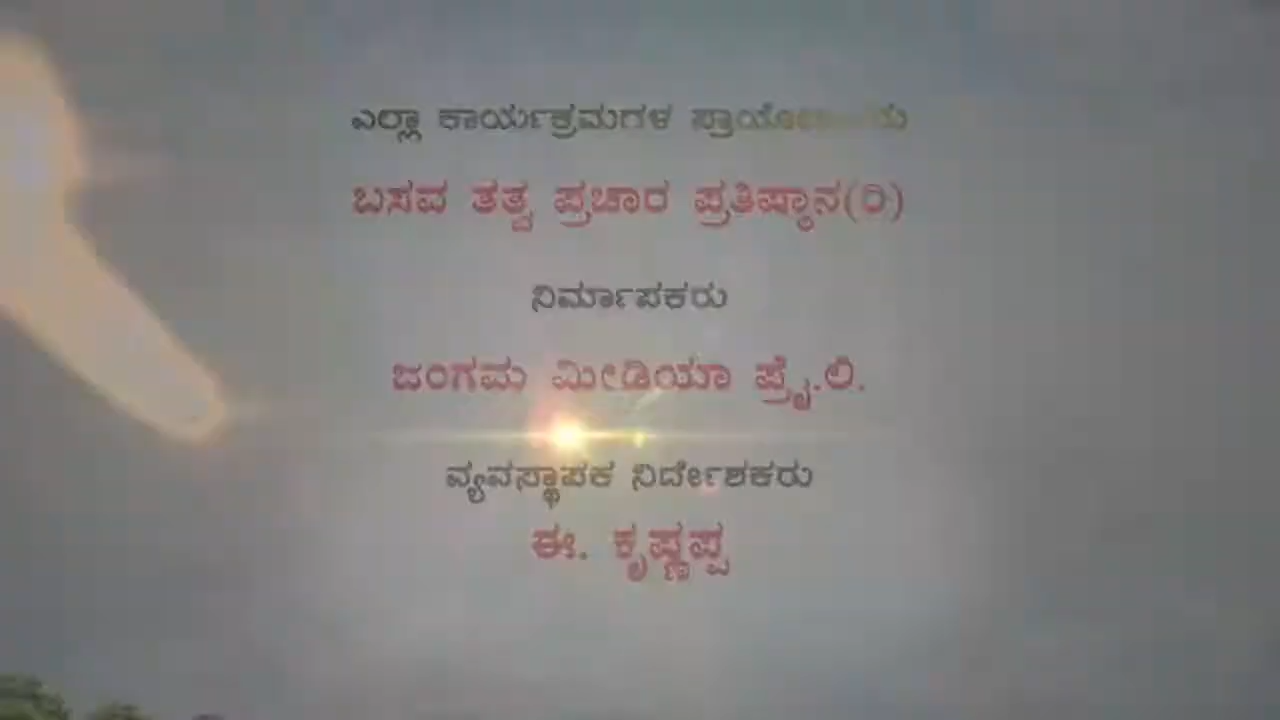 ಎಲ್ಲಾ ಕಾರ್ಯಕ್ರಮಗಳ
ಬಸವ ತತ್ವ ಪ್ರಚಾರ ಪ್ರತಿಷ್ಠಾನ(ರಿ)
ನಿರ್ಮಾಪಕರು
ಜಂಗಮ ಮೀಡಿಯಾ ಪ್ರೈ.ಲಿ.
ವ್ಯವಸ್ಥಾಪಕ ನಿರ್ದೇಶಕರು
ಈ. ಕೃಷ್ಣಪ್ಪ